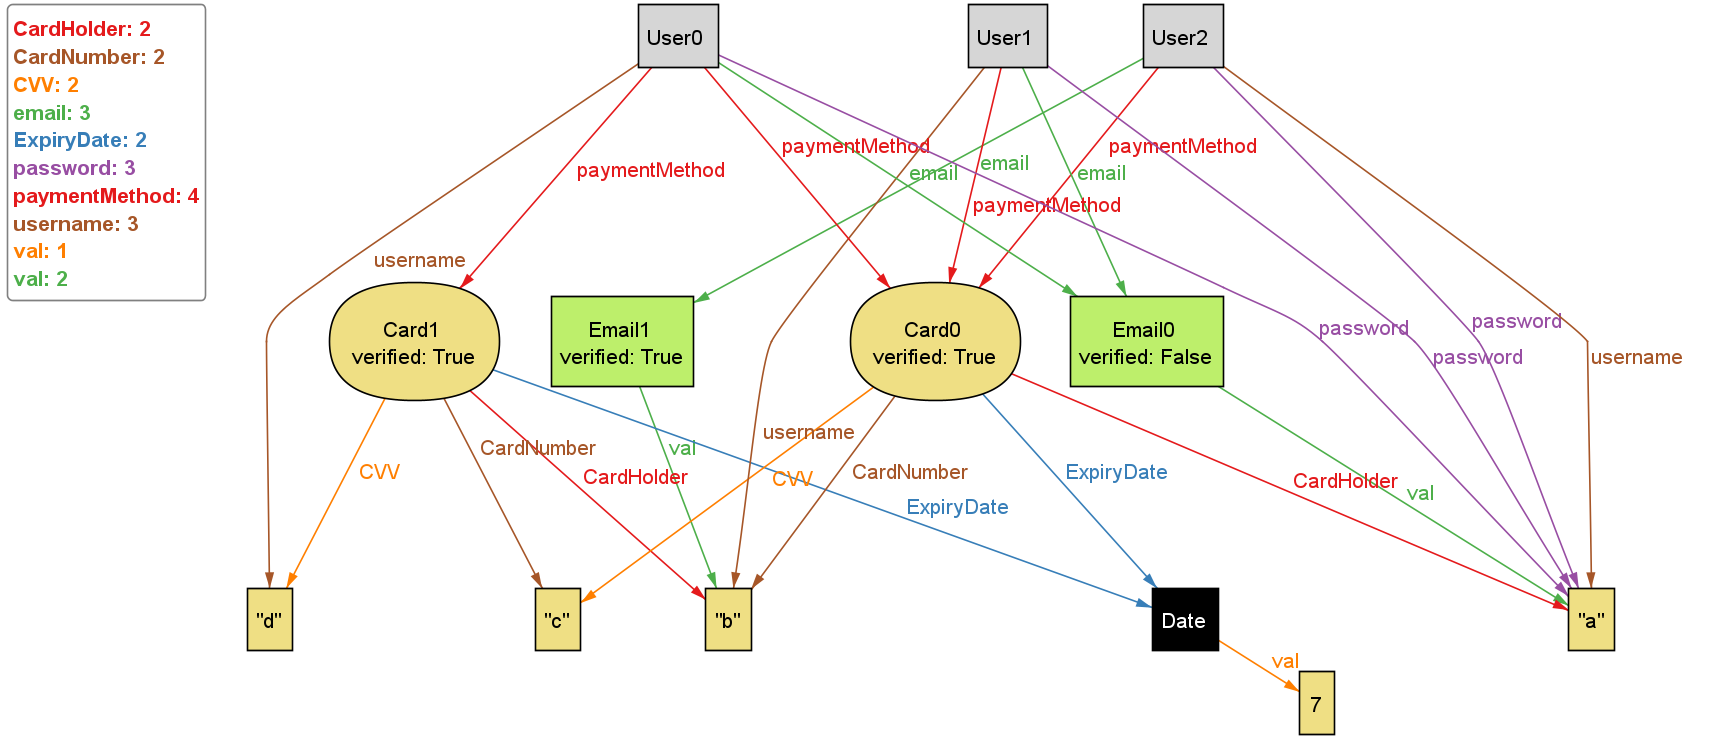 CardHolder: 2
CardNumber: 2
CVV: 2
email: 3
ExpiryDate: 2
password: 3
paymentMethod: 4
username: 3
val: 1
val: 2
User0
User1
User2
paymentMethod
paymentMethod
email
email
email
paymentMethod
paymentMethod
username
password
password
password
username
Card1
verified: True
Email1
verified: True
Card0
verified: True
Email0
verified: False
CVV
CardNumber
CardHolder
val
username
CVV
CardNumber
ExpiryDate
ExpiryDate
CardHolder
val
"d"
"c"
"b"
Date
"a"
val
7